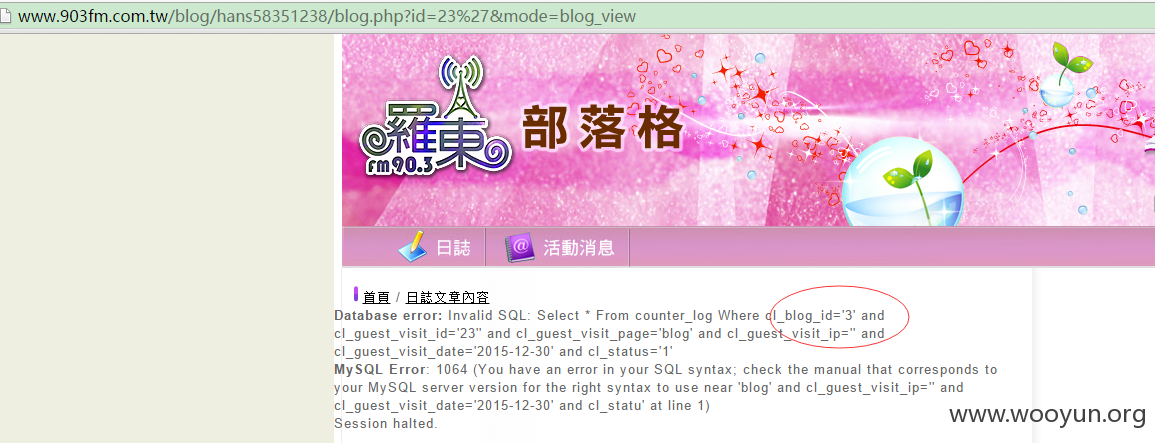 www.903fm.com.tw/blog/hans58351238/blog.php?id=23%27&mode=blog_view
羅東
fm90.3
部落格
日誌 @ 活動消息
首頁 / 日誌文章內容
Database error: Invalid SQL: Select * From counter_log Where cl_blog_id='3' and
cl_guest_visit_id='23'' and cl_guest_visit_page='blog' and cl_guest_visit_ip='' and
cl_guest_visit_date='2015-12-30' and cl_status='1'
MySQL Error: 1064 (You have an error in your SQL syntax; check the manual that corresponds to
your MySQL server version for the right syntax to use near 'blog' and cl_guest_visit_ip='' and
cl_guest_visit_date='2015-12-30' and cl_statu' at line 1)
Session halted.
www.wooyun.org